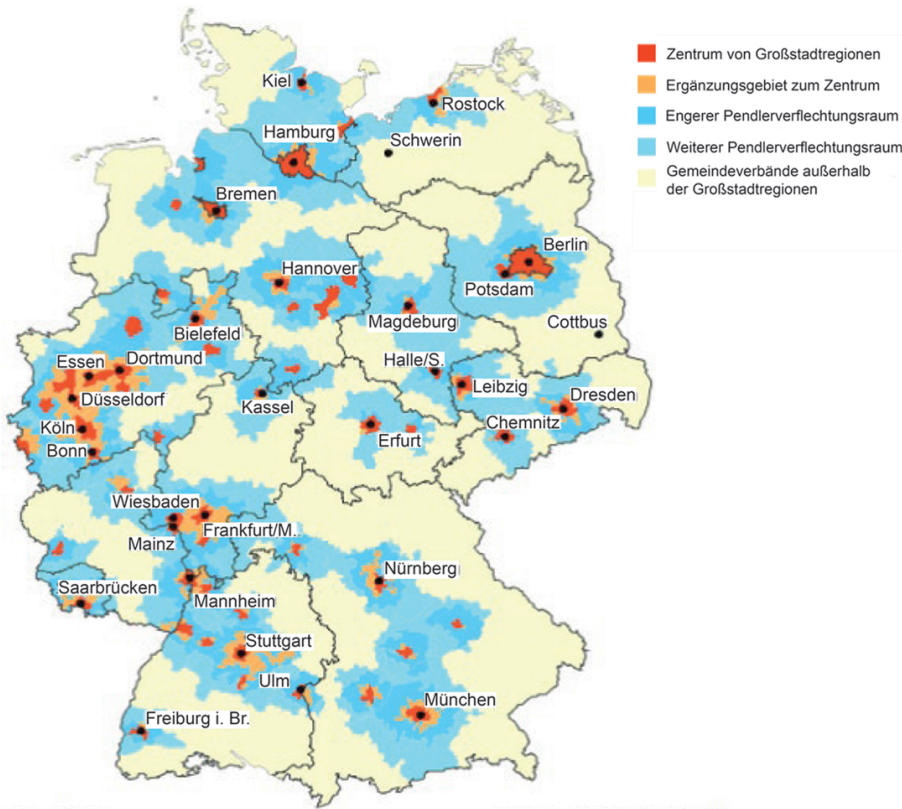 Zentrum von Großstadtregionen
Ergänzungsgebiet zum Zentrum
Engerer Pendlerverflechtungsraum
Weiterer Pendlerverflechtungsraum
Gemeindeverbände außerhalb
der Großstadtregionen
Kiel
Rostock
Hamburg
Schwerin
Bremen
Berlin
Hannover
Potsdam
Magdeburg
Cottbus
Bielefeld
Essen
Dortmund
Halle/S.
Leibzig
Düsseldorf
Dresden
Kassel
Köln
Erfurt
Chemnitz
Bonn
Wiesbaden
Frankfurt/M.
Mainz
Nürnberg
Saarbrücken
Mannheim
Stuttgart
Ulm
München
Freiburg i. Br.